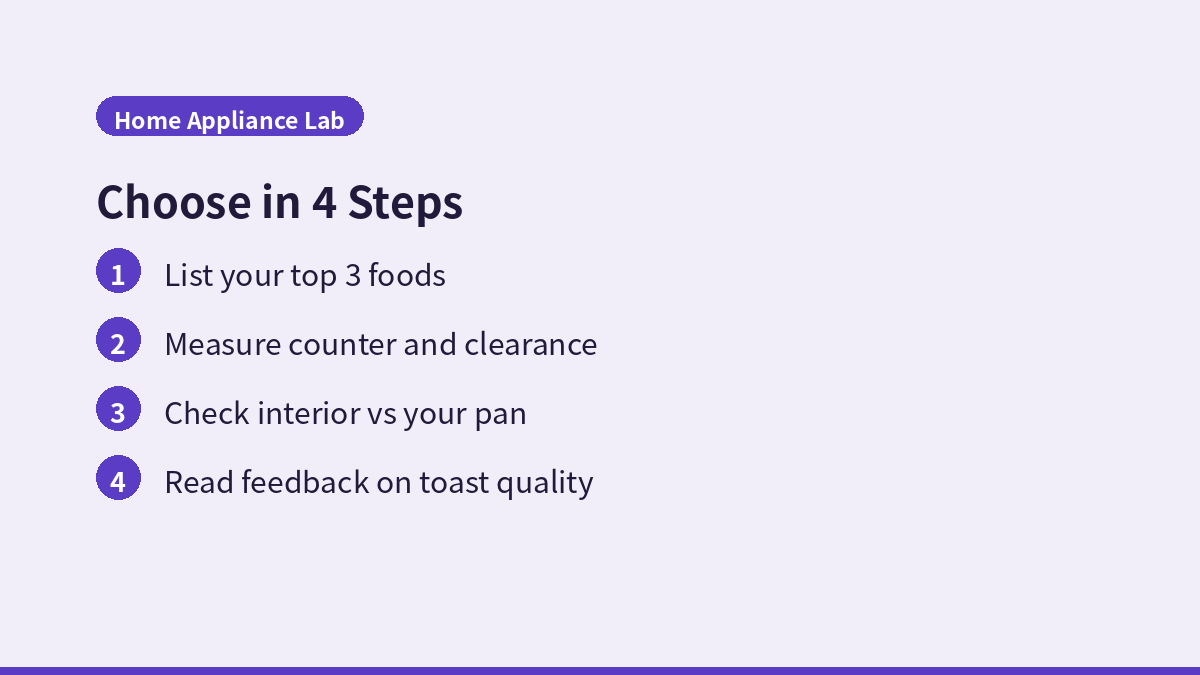 Home Appliance Lab
Choose in 4 Steps
1 List your top 3 foods
2 Measure counter and clearance
3 Check interior vs your pan
4 Read feedback on toast quality